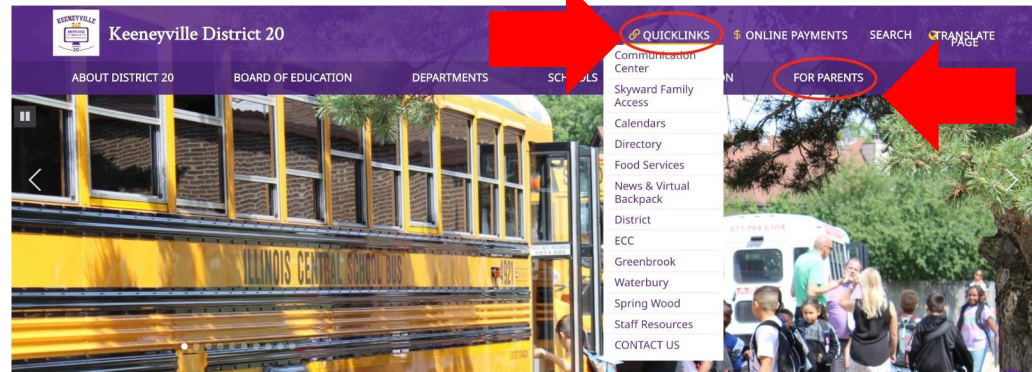 KEENEYVILLE
20
Keeneyville District 20
QUICKLINKS
$ ONLINE PAYMENTS
SEARCH
TRANSLATE
PAGE
ABOUT DISTRICT 20
BOARD OF EDUCATION
DEPARTMENTS
SCHOOLS
ON
FOR PARENTS
Communication
Center
Skyward Family
Access
Calendars
Directory
Food Services
News & Virtual
Backpack
District
ECC
Greenbrook
Waterbury
Spring Wood
Staff Resources
CONTACT US
ILLINOIS CENTRAL SCHOOL BUS